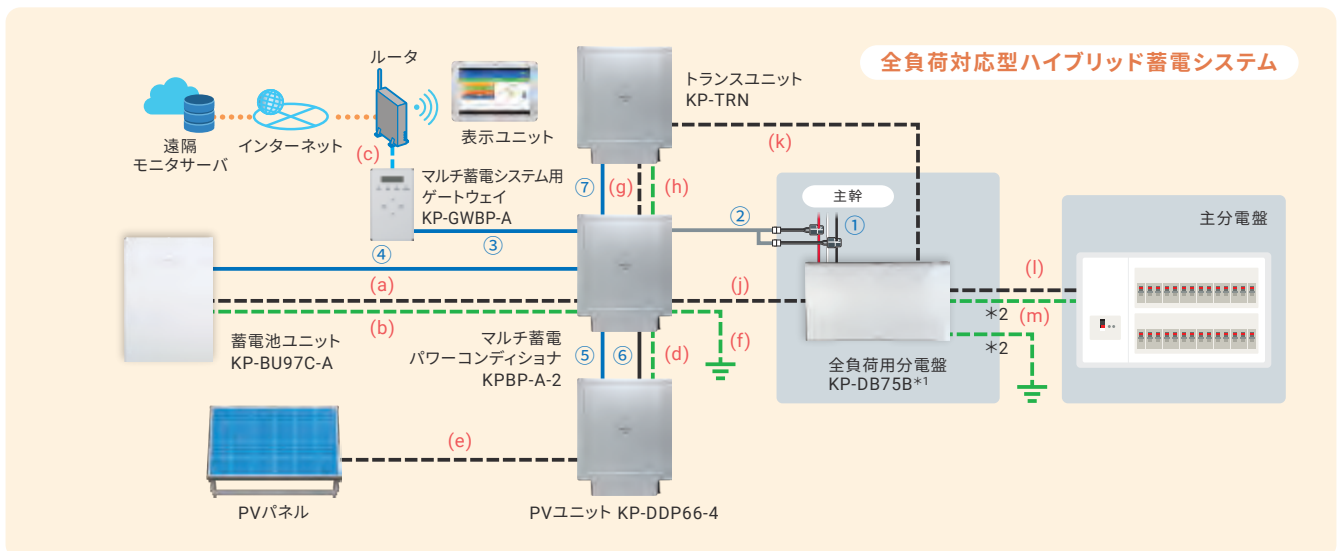 全負荷対応型ハイブリッド蓄電システム
ルータ
表示ユニット
遠隔
モニタサーバ
インターネット
(c)
マルチ蓄電システム用
ゲートウェイ
KP-GWBP-A
トランスユニット
KP-TRN
(k)
⑦
(g)
(h)
主幹
①
②
③
④
主分電盤
(a)
(b)
(j)
(l)
(m)
*2
*2
蓄電池ユニット
KP-BU97C-A
マルチ蓄電
パワーコンディショナ
KPBP-A-2
⑤
⑥
(d)
(f)
全負荷用分電盤
KP-DB75B*1
(e)
PVパネル
PVユニット KP-DDP66-4